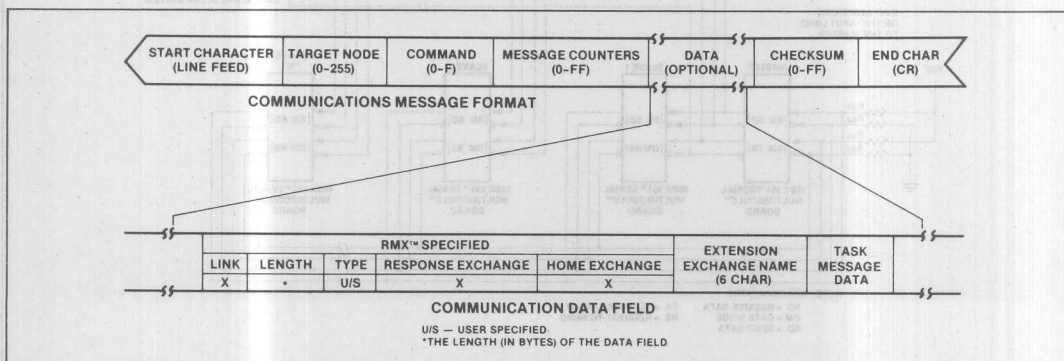 START CHARACTER
(LINE FEED)
TARGET NODE
(0-255)
COMMAND
(0-F)
MESSAGE COUNTERS
(0-FF)
DATA
(OPTIONAL)
CHECKSUM
(0-FF)
END CHAR
(CR)
COMMUNICATIONS MESSAGE FORMAT
RMX™ SPECIFIED
LINK
LENGTH
TYPE
RESPONSE EXCHANGE
HOME EXCHANGE
EXTENSION
EXCHANGE NAME
(6 CHAR)
TASK
MESSAGE
DATA
X
*
U/S
X
X
COMMUNICATION DATA FIELD
U/S — USER SPECIFIED
*THE LENGTH (IN BYTES) OF THE DATA FIELD